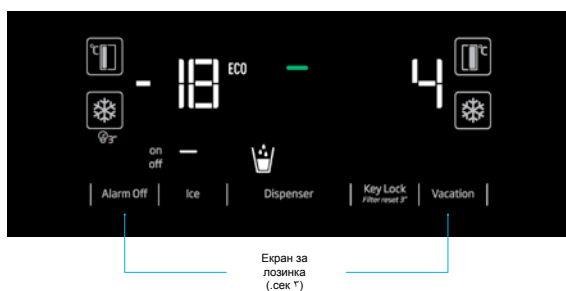 °C °C
-18 ECO 4
3"
on
off
Alarm Off Ice Dispenser Key Lock Vacation
Filter reset 3"
Екран за
лозинка
(.сек ٣)